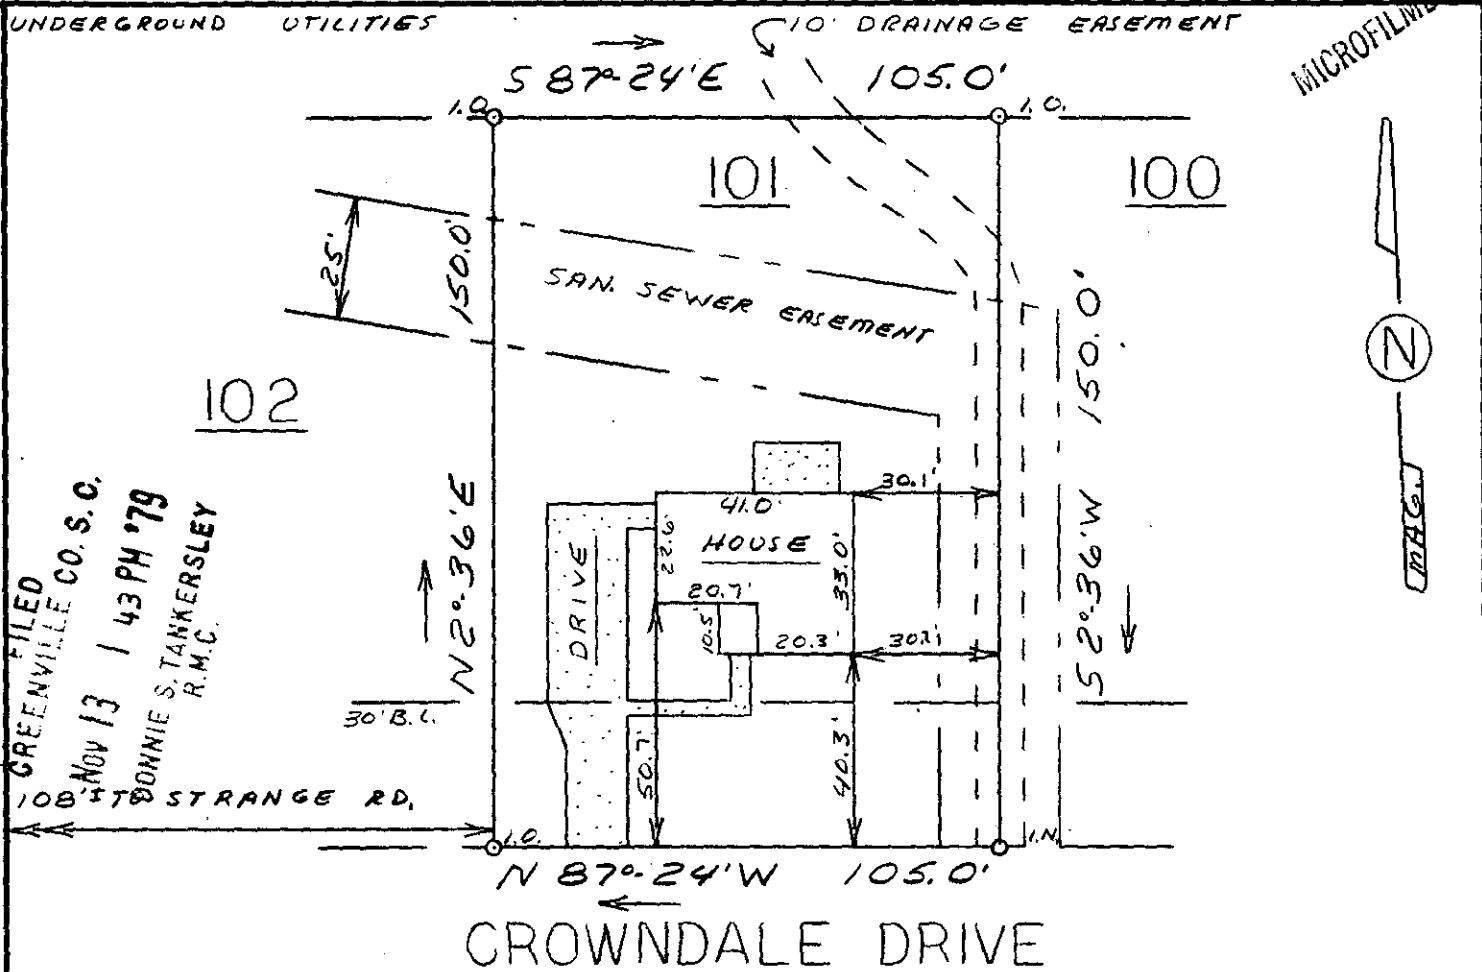 UNDERGROUND UTILITIES
10' DRAINAGE EASEMENT
S 87°-24'E 105.0'
I.O. I.O.
101
100
102
25'
150.0'
SAN. SEWER EASEMENT
150.0'
N
MAG.
FILED
GREENVILLE CO. S. C.
NOV 13 1 43 PM '79
DONNIE S. TANKERSLEY
R.M.C.
N 2°-36'E
S 2°-36'W
DRIVE
41.0'
30.1'
22.6'
HOUSE
33.0'
20.7'
10.5'
20.3'
30.1'
30' B.L.
50.7'
40.3'
108'± TO STRANGE RD.
I.O. I.N.
N 87°-24'W 105.0'
CROWNDALE DRIVE